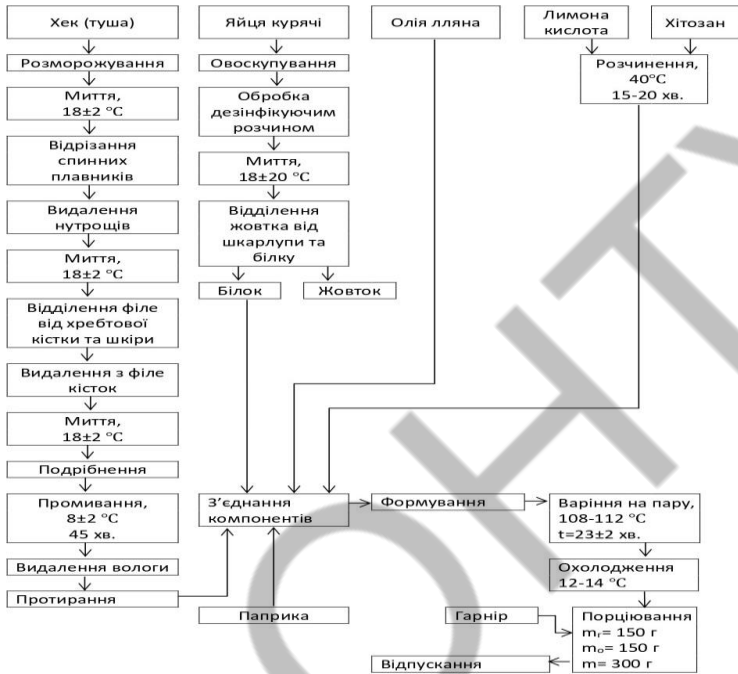 Хек (туша)
Розморожування
Миття,
18±2 °C
Відрізання
спинних
плавників
Видалення
нутрощів
Миття,
18±2 °C
Відділення філе
від хребтової
кістки та шкіри
Видалення з філе
кісток
Миття,
18±2 °C
Подрібнення
Промивання,
8±2 °C
45 хв.
Видалення вологи
Протирання
Яйця курячі
Овоскупування
Обробка
дезінфікуючим
розчином
Миття,
18±20 °C
Відділення
жовтка від
шкарлупи та
білку
Білок
Жовток
Олія лляна
Лимона
кислота
Хітозан
Розчинення,
40°C
15-20 хв.
З’єднання
компонентів
Паприка
Формування
Варіння на пару,
108-112 °C
t=23±2 хв.
Охолодження
12-14 °C
Гарнір
Порціювання
mг= 150 г
mо= 150 г
m= 300 г
Відпускання
ОНТУ